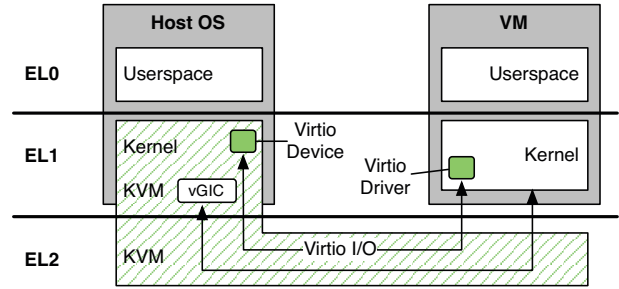 Host OS
VM
EL0
Userspace
Userspace
EL1
Kernel
Virtio
Device
Virtio
Driver
Kernel
KVM
vGIC
EL2
KVM
Virtio I/O